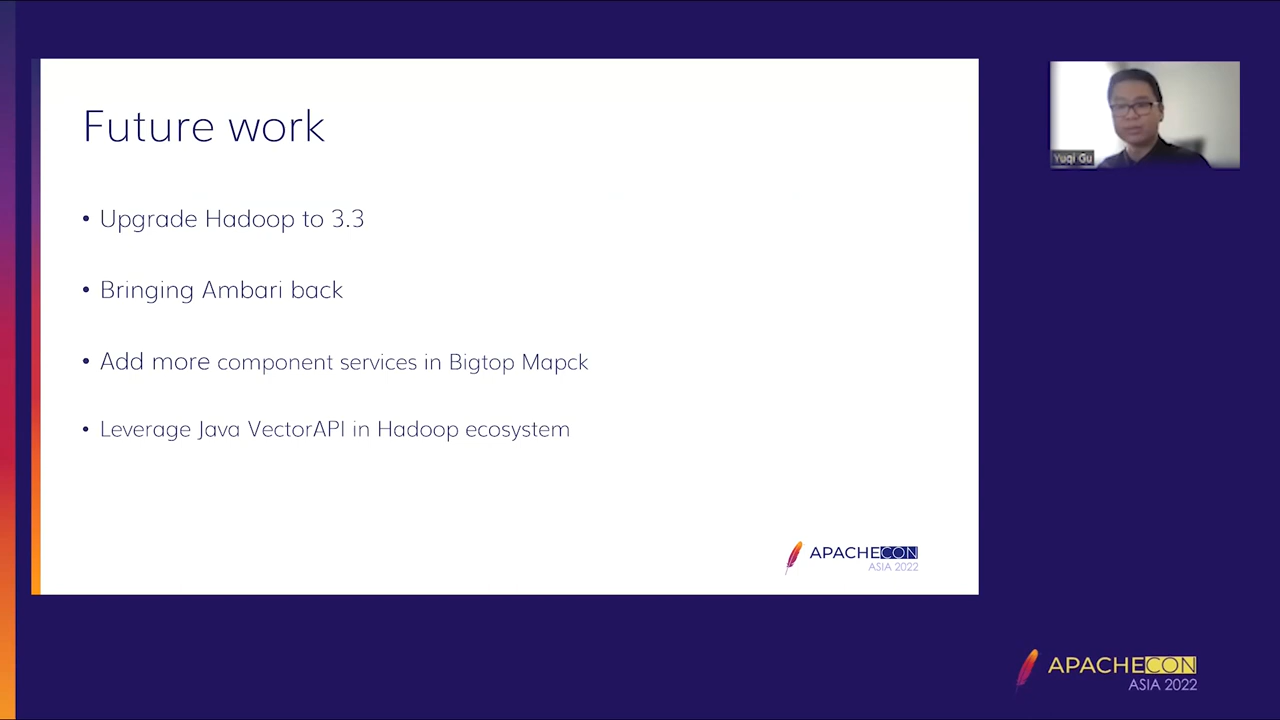 Future work
• Upgrade Hadoop to 3.3
• Bringing Ambari back
• Add more component services in Bigtop Mapck
• Leverage Java VectorAPI in Hadoop ecosystem
APACHECON
ASIA 2022
Yuqi Gu
APACHECON
ASIA 2022